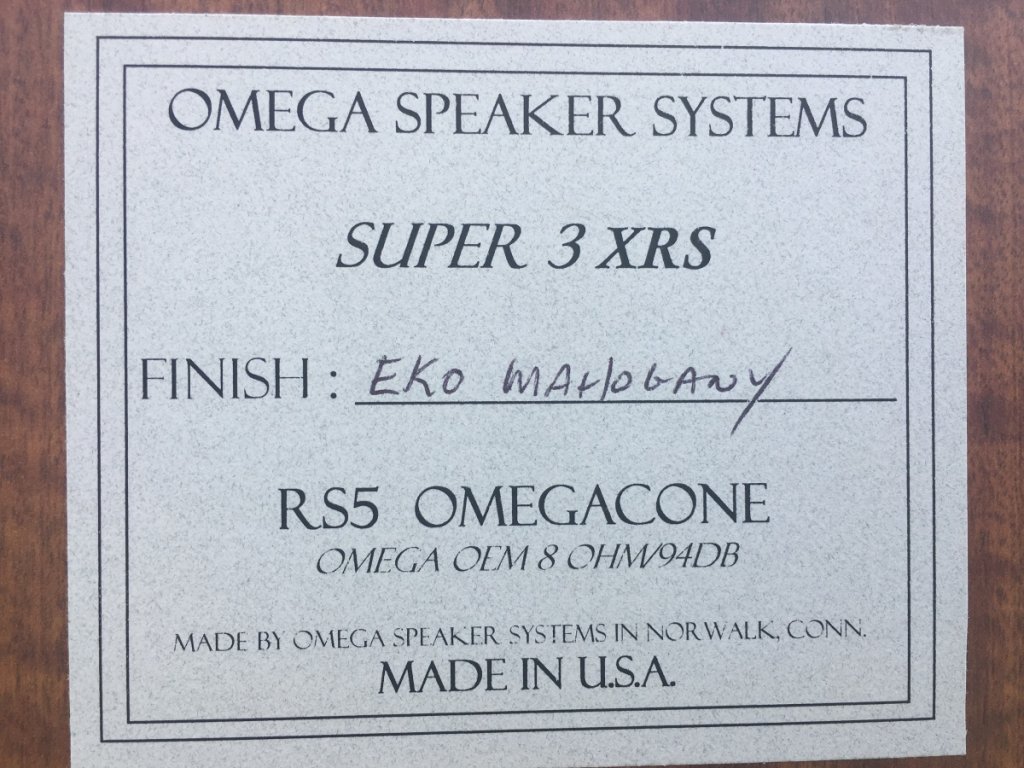 OMEGA SPEAKER SYSTEMS
SUPER 3 XRS
FINISH : EKO MAHOGANY
RS5 OMEGACONE
OMEGA OEM 8 OHM/94DB
MADE BY OMEGA SPEAKER SYSTEMS IN NORWALK, CONN.
MADE IN U.S.A.